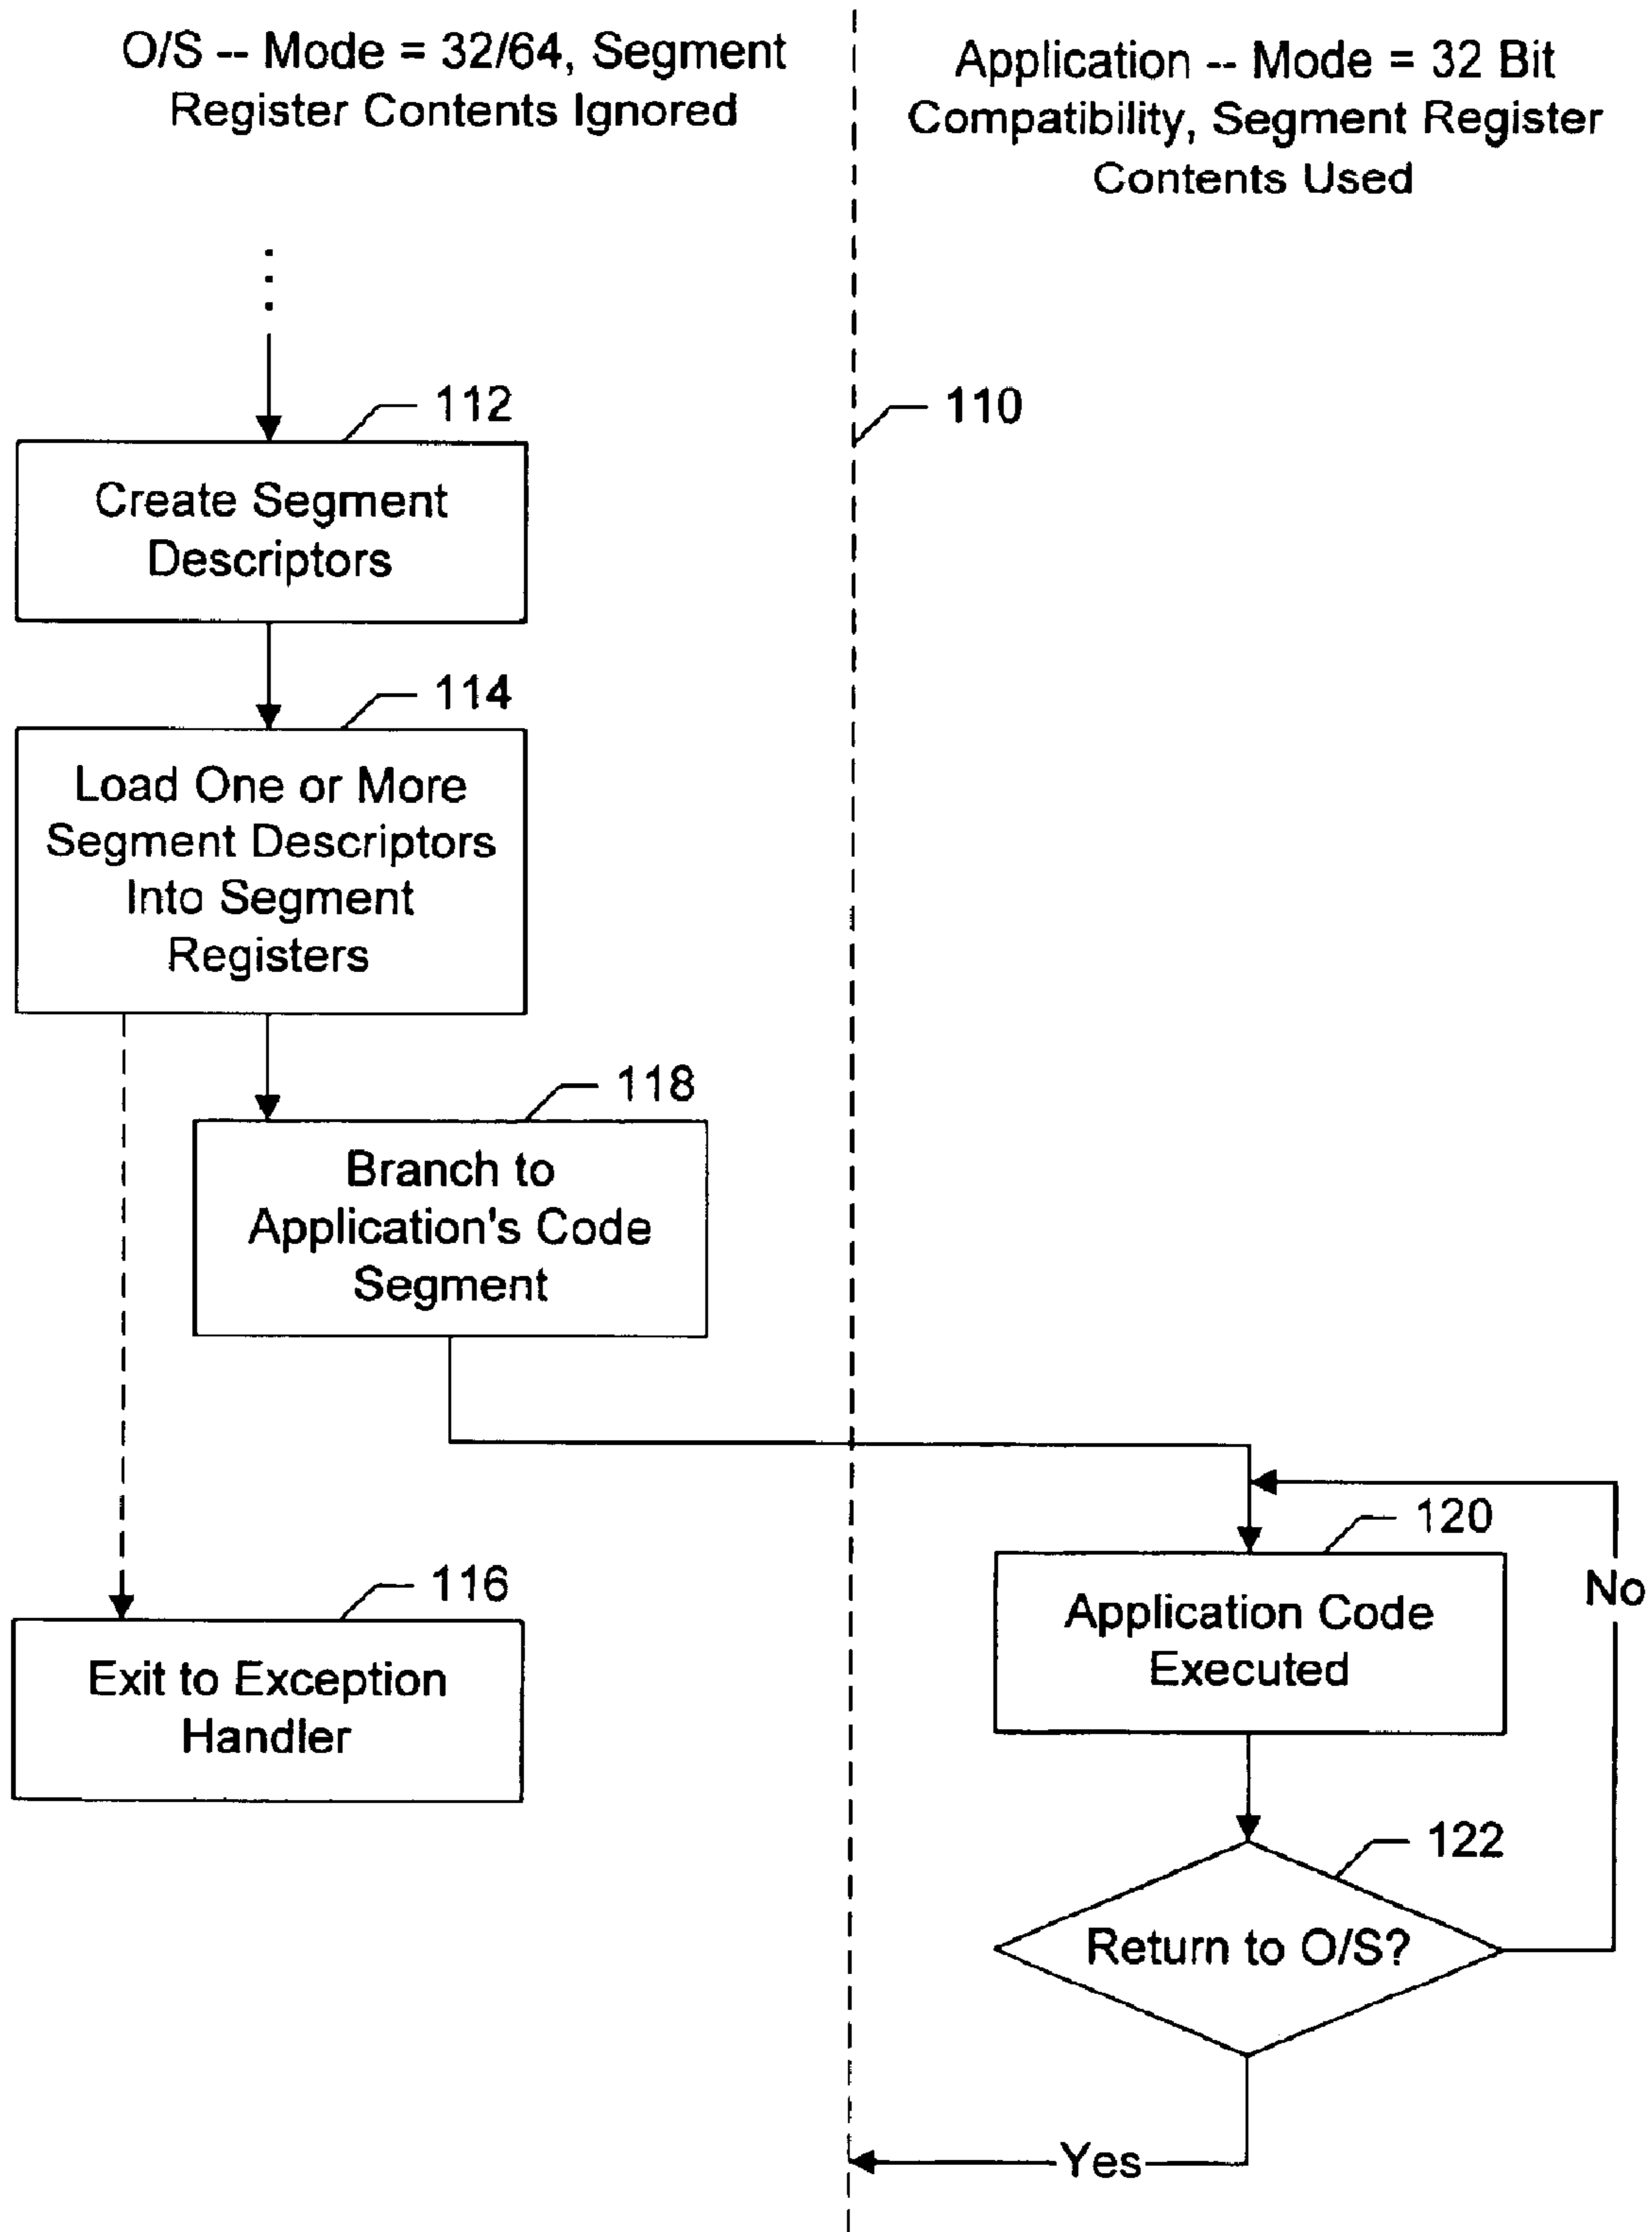 O/S -- Mode = 32/64, Segment
Register Contents Ignored
Application -- Mode = 32 Bit
Compatibility, Segment Register
Contents Used
112
110
Create Segment
Descriptors
114
Load One or More
Segment Descriptors
Into Segment
Registers
118
Branch to
Application's Code
Segment
120
No
116
Application Code
Executed
Exit to Exception
Handler
122
Return to O/S?
Yes